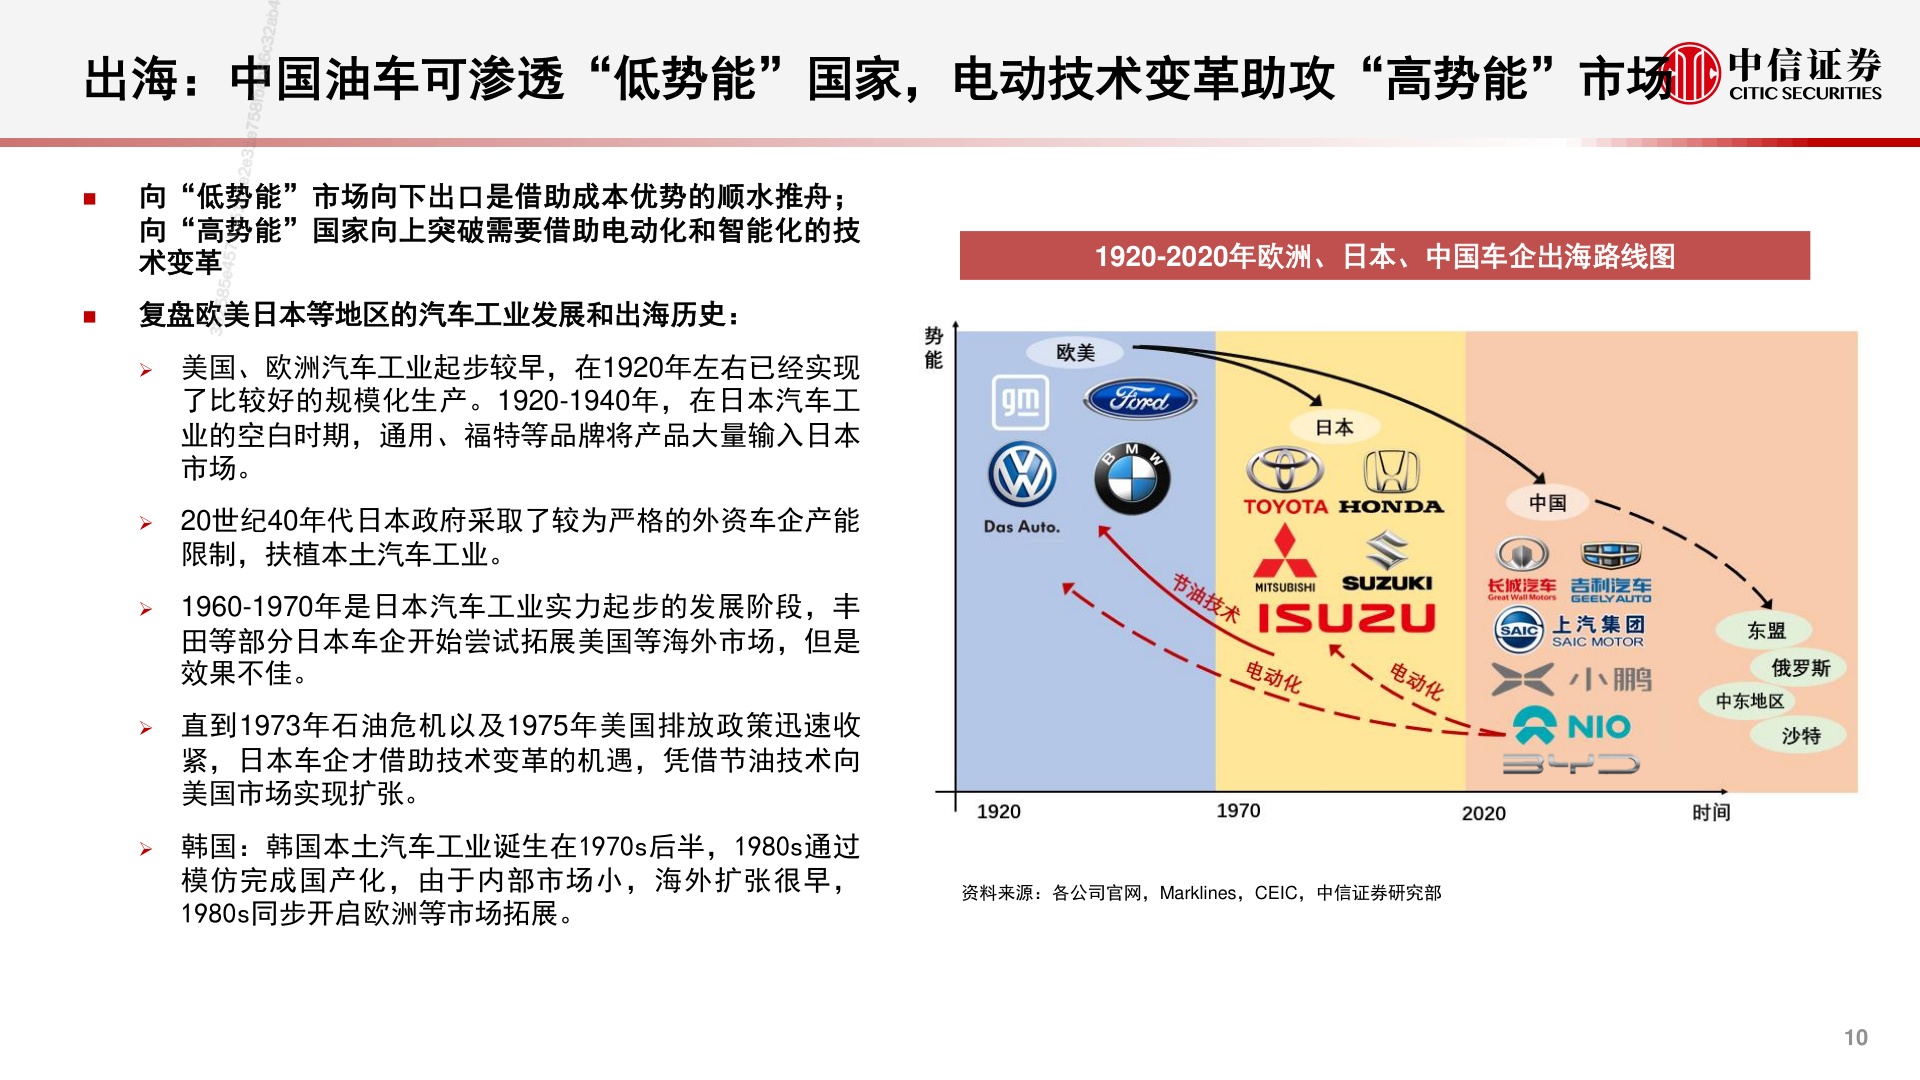 出海：中国油车可渗透“低势能”国家，电动技术变革助攻“高势能”市场
中信证券
CITIC SECURITIES
向“低势能”市场向下出口是借助成本优势的顺水推舟；
向“高势能”国家向上突破需要借助电动化和智能化的技
术变革
复盘欧美日本等地区的汽车工业发展和出海历史：
美国、欧洲汽车工业起步较早，在1920年左右已经实现
了比较好的规模化生产。1920-1940年，在日本汽车工
业的空白时期，通用、福特等品牌将产品大量输入日本
市场。
20世纪40年代日本政府采取了较为严格的外资车企产能
限制，扶植本土汽车工业。
1960-1970年是日本汽车工业实力起步的发展阶段，丰
田等部分日本车企开始尝试拓展美国等海外市场，但是
效果不佳。
直到1973年石油危机以及1975年美国排放政策迅速收
紧，日本车企才借助技术变革的机遇，凭借节油技术向
美国市场实现扩张。
韩国：韩国本土汽车工业诞生在1970s后半，1980s通过
模仿完成国产化，由于内部市场小，海外扩张很早，
1980s同步开启欧洲等市场拓展。
1920-2020年欧洲、日本、中国车企出海路线图
势能
欧美
gm
Ford
BMW
Das Auto.
日本
TOYOTA HONDA
MITSUBISHI
SUZUKI
ISUZU
节油技术
电动化
电动化
中国
长城汽车
Great Wall Motors
吉利汽车
GEELY AUTO
SAIC
上汽集团
SAIC MOTOR
小鹏
NIO
BYD
东盟
俄罗斯
中东地区
沙特
1920
1970
2020
时间
资料来源：各公司官网，Marklines，CEIC，中信证券研究部
10